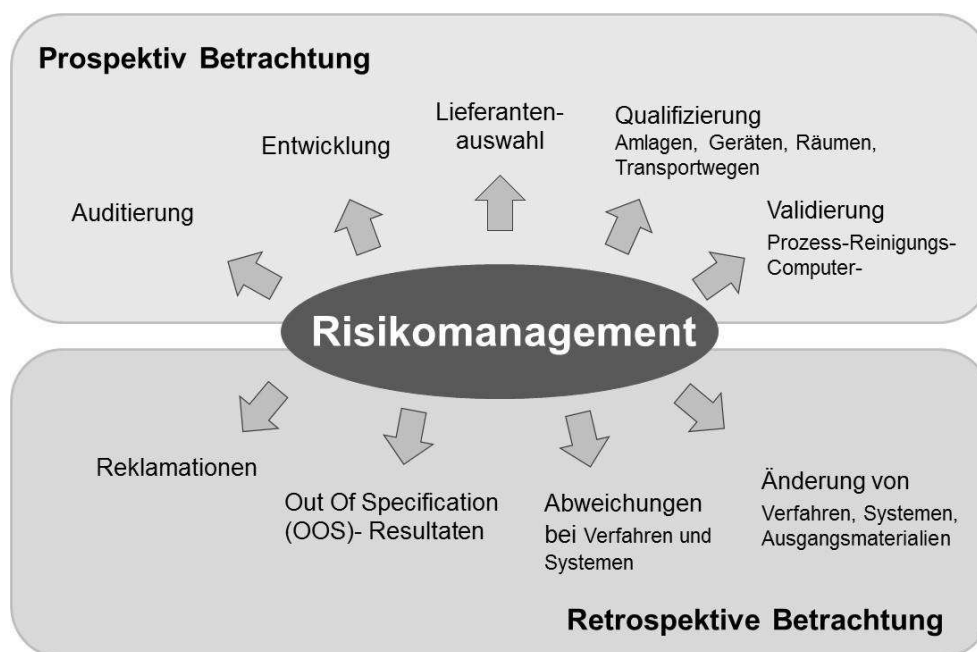 Prospektiv Betrachtung
Auditierung
Entwicklung
Lieferanten-
auswahl
Qualifizierung
Amlagen, Geräten, Räumen,
Transportwegen
Validierung
Prozess-Reinigungs-
Computer-
Risikomanagement
Reklamationen
Out Of Specification
(OOS)- Resultaten
Abweichungen
bei Verfahren und
Systemen
Änderung von
Verfahren, Systemen,
Ausgangsmaterialien
Retrospektive Betrachtung